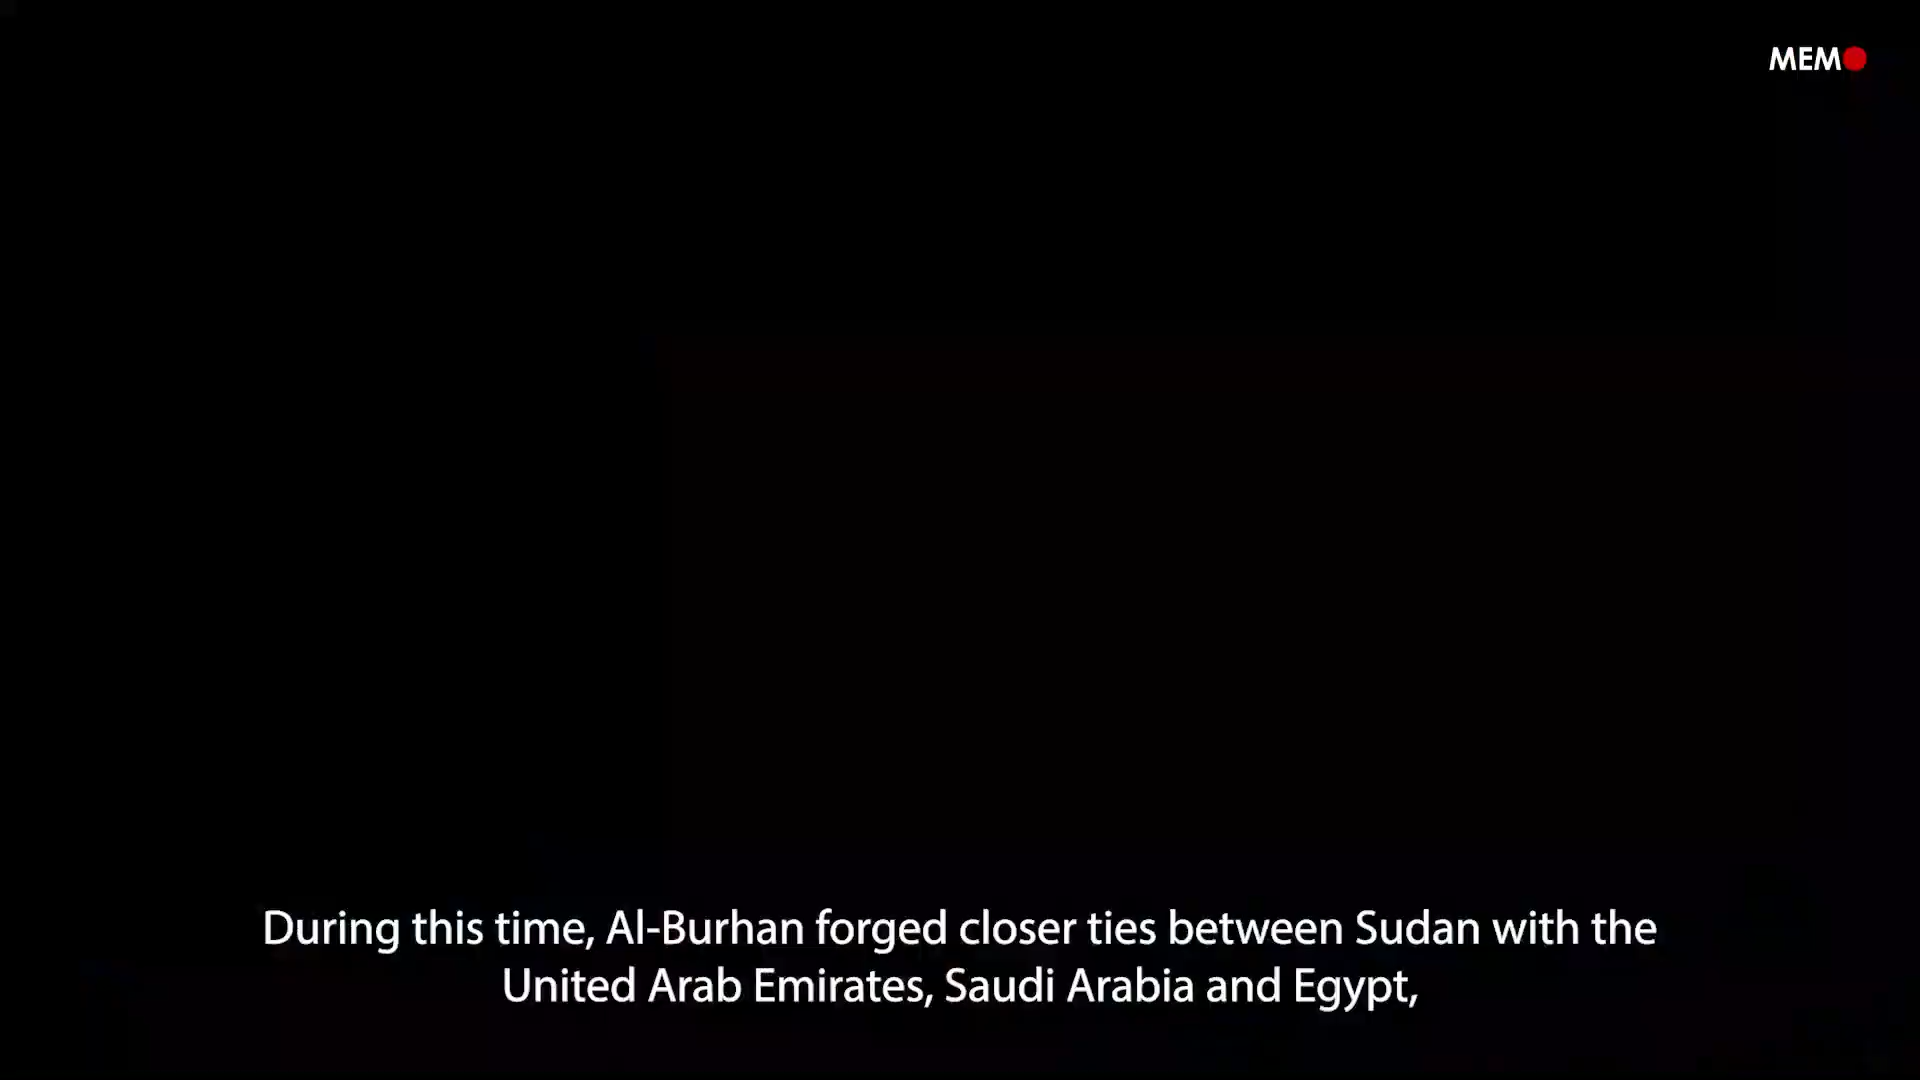 MEM
During this time, Al-Burhan forged closer ties between Sudan with the
United Arab Emirates, Saudi Arabia and Egypt,